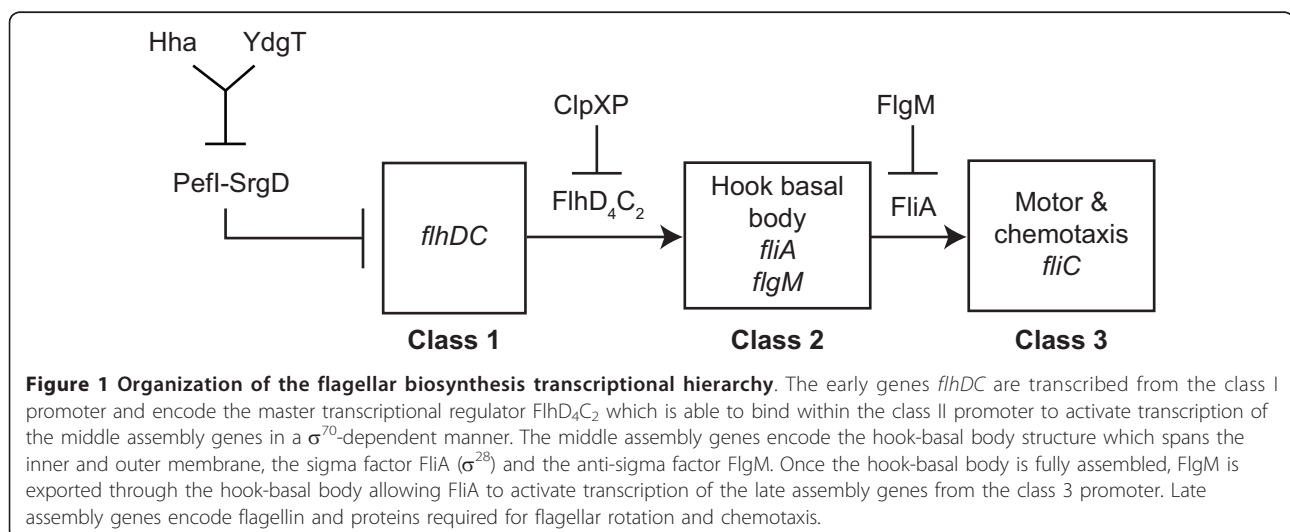 Hha YdgT
ClpXP FlgM
PefI-SrgD
FlhD₄C₂ FliA
flhDC
Hook basal
body
fliA
flgM
Motor &
chemotaxis
fliC
Class 1 Class 2 Class 3
Figure 1 Organization of the flagellar biosynthesis transcriptional hierarchy. The early genes flhDC are transcribed from the class I
promoter and encode the master transcriptional regulator FlhD₄C₂ which is able to bind within the class II promoter to activate transcription of
the middle assembly genes in a σ⁷⁰-dependent manner. The middle assembly genes encode the hook-basal body structure which spans the
inner and outer membrane, the sigma factor FliA (σ²⁸) and the anti-sigma factor FlgM. Once the hook-basal body is fully assembled, FlgM is
exported through the hook-basal body allowing FliA to activate transcription of the late assembly genes from the class 3 promoter. Late
assembly genes encode flagellin and proteins required for flagellar rotation and chemotaxis.